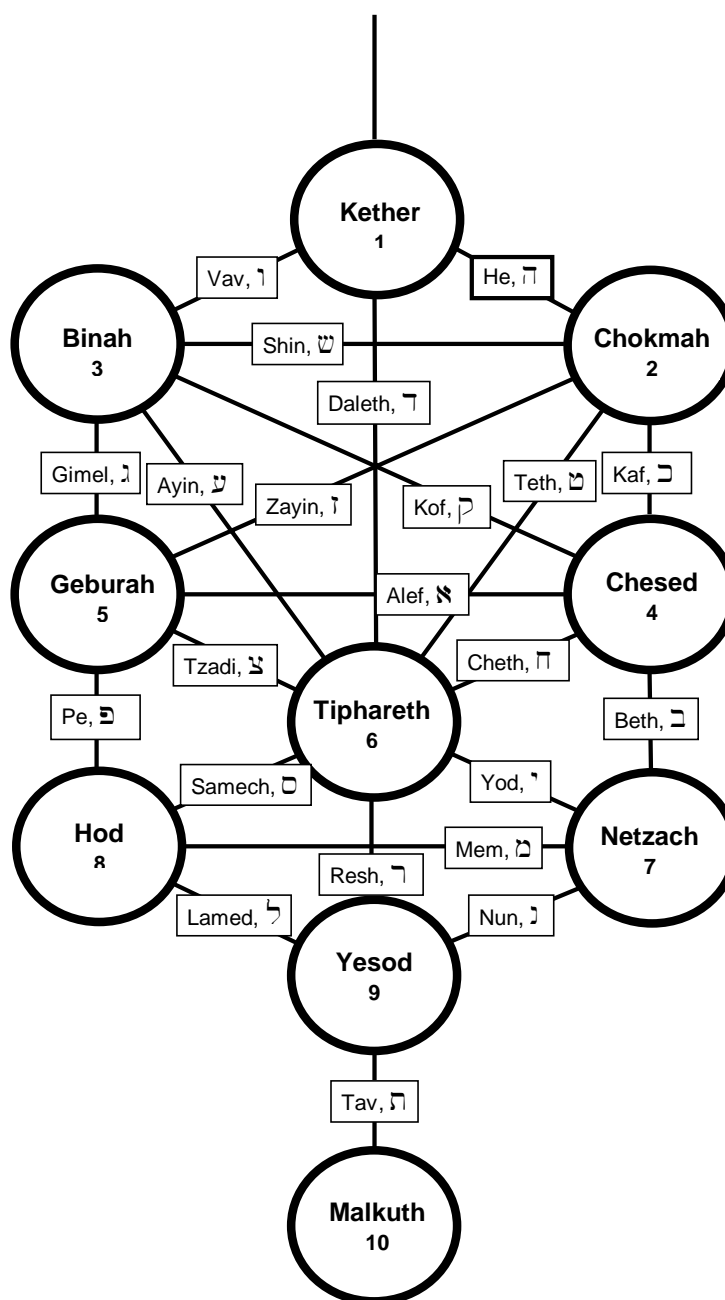 Kether
1
Vav, ו
He, ה
Binah
3
Chokmah
2
Shin, ש
Daleth, ד
Gimel, ג
Ayin, ע
Teth, ט
Kaf, כ
Zayin, ז
Kof, ק
Geburah
5
Chesed
4
Alef, א
Tzadi, צ
Cheth, ח
Tiphareth
6
Pe, פ
Beth, ב
Samech, ס
Yod, י
Hod
8
Netzach
7
Mem, מ
Resh, ר
Lamed, ל
Nun, נ
Yesod
9
Tav, ת
Malkuth
10